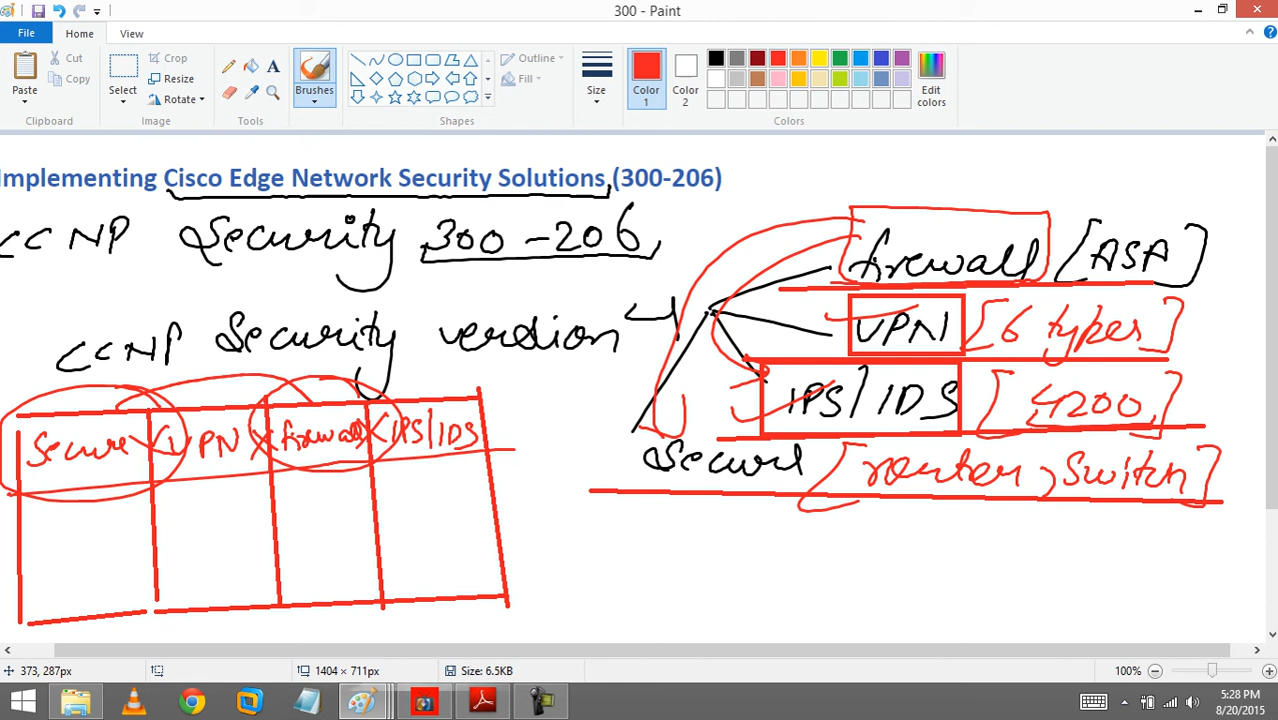 300 - Paint
File Home View
Paste
Cut
Copy
Clipboard
Select
Crop
Resize
Rotate
Image
A
Tools
Brushes
Outline
Fill
Shapes
Size
Color 1
Color 2
Edit colors
Colors
Implementing Cisco Edge Network Security Solutions (300-206)
CCNP Security 300-206
firewall [ASA]
VPN [6 types]
CCNP Security verdion 4
IPS/IDS [4200]
Secure VPN firewall IPS/IDS
Secure [router, Switch]
373, 287px
1404 × 711px
Size: 6.5KB
100%
5:28 PM
8/20/2015